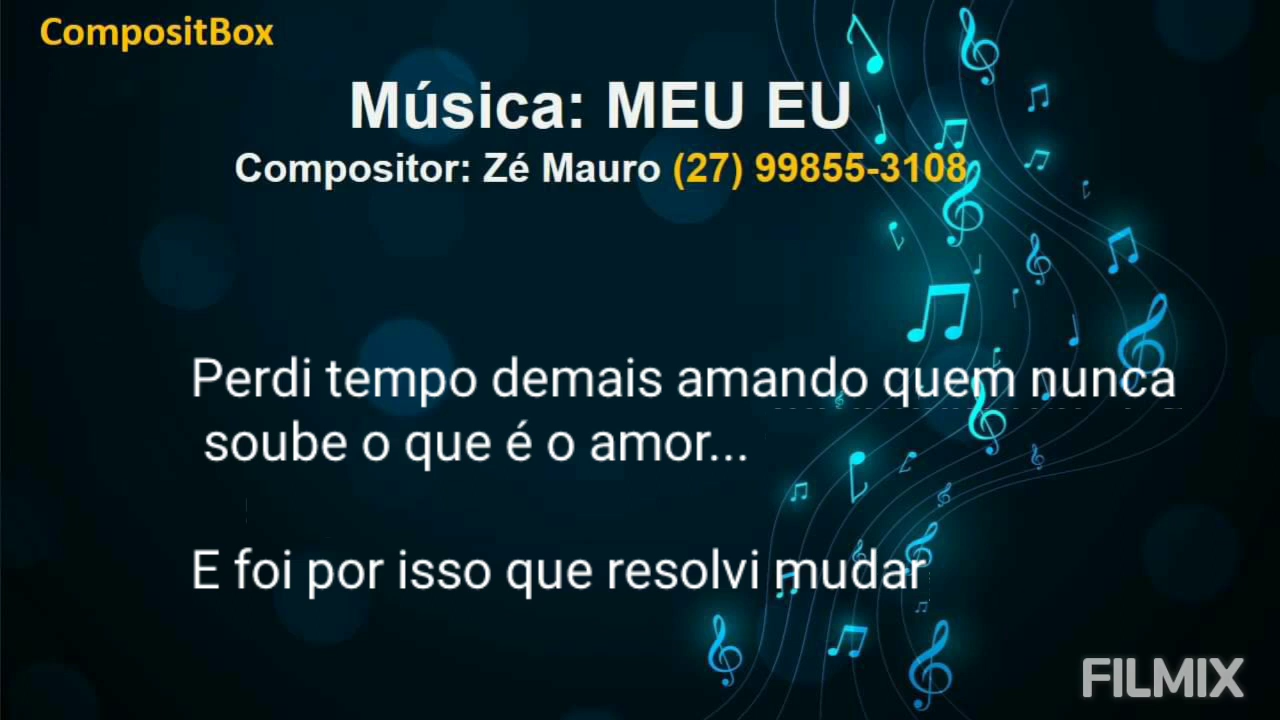 CompositBox
Música: MEU EU
Compositor: Zé Mauro (27) 99855-3108
Perdi tempo demais amando quem nunca
soube o que é o amor...
E foi por isso que resolvi mudar
FILMIX